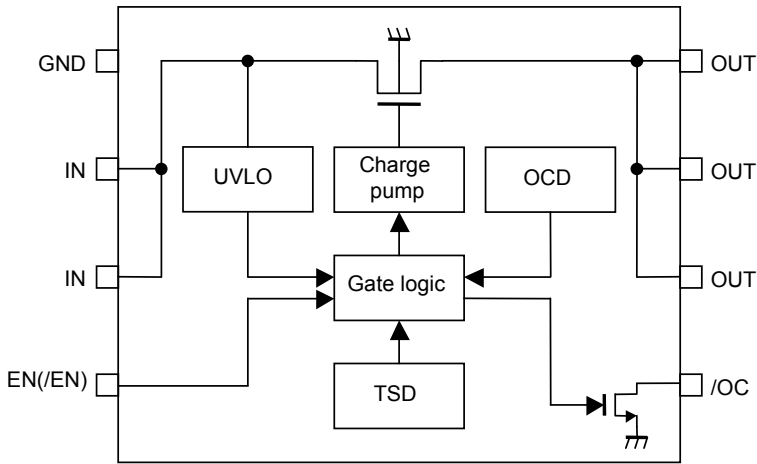 GND
OUT
IN
UVLO
Charge
pump
OCD
OUT
IN
Gate logic
OUT
EN(/EN)
TSD
/OC